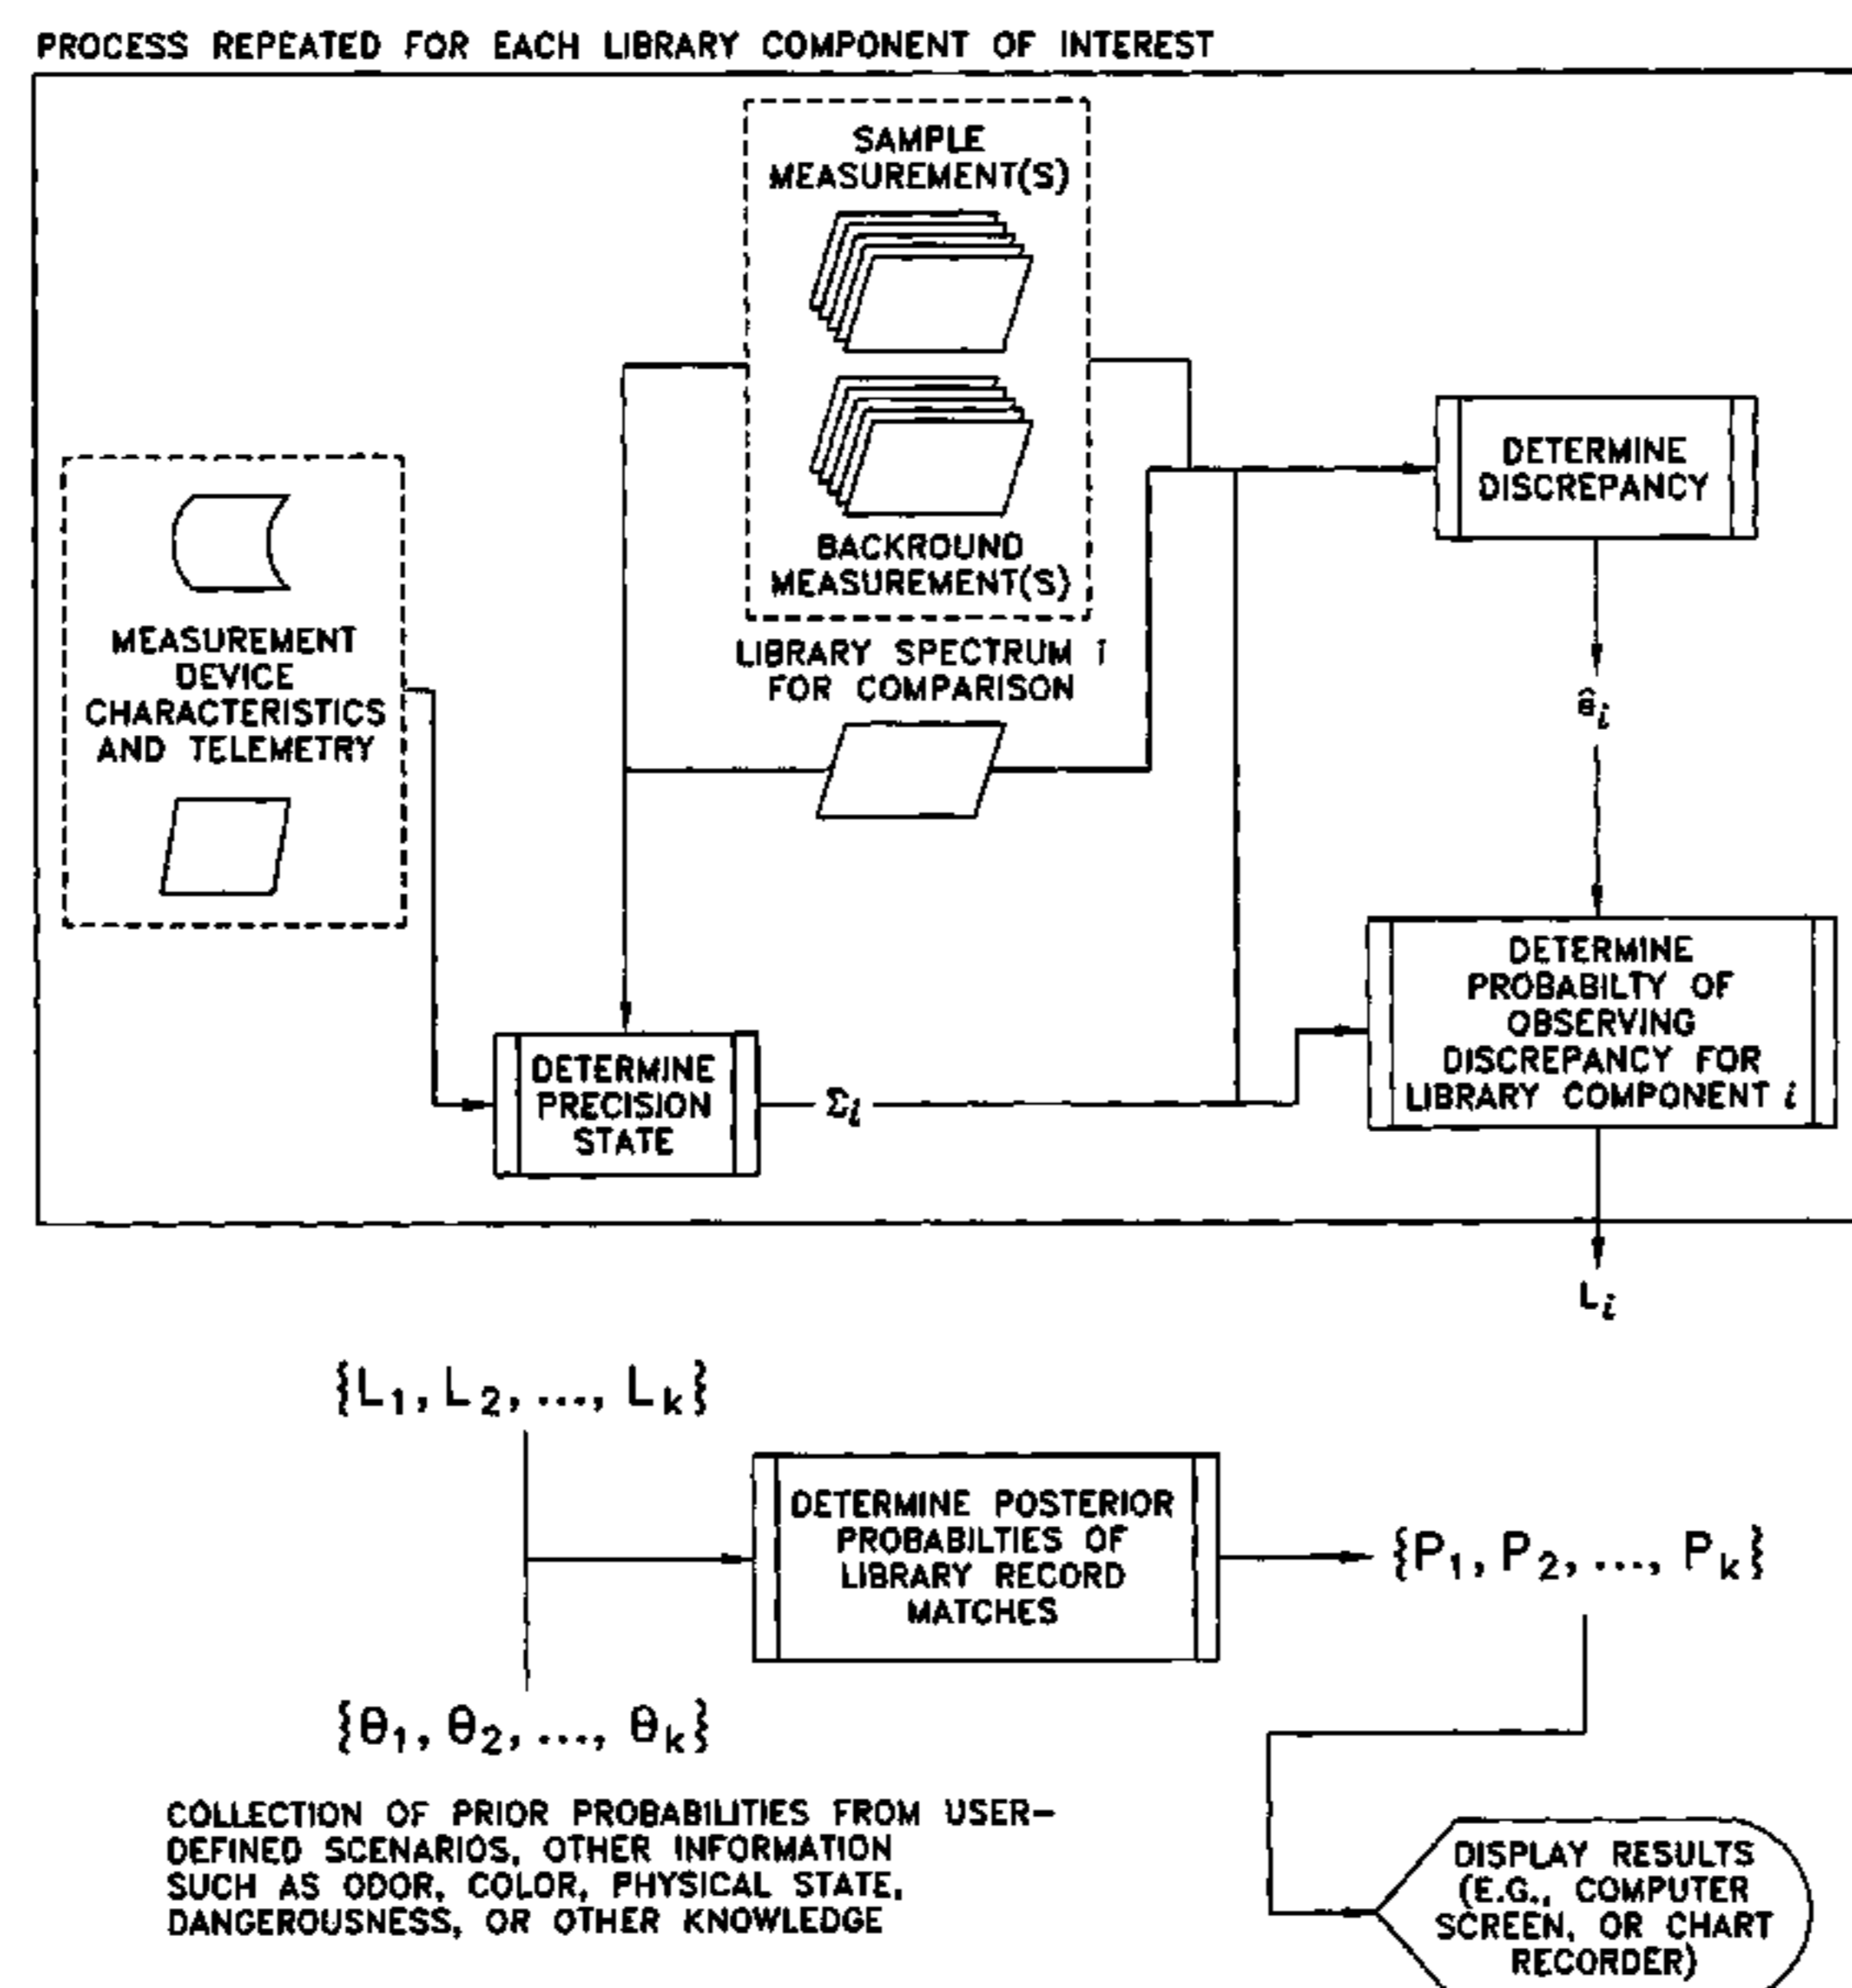 PROCESS REPEATED FOR EACH LIBRARY COMPONENT OF INTEREST
SAMPLE
MEASUREMENT(S)
BACKROUND
MEASUREMENT(S)
DETERMINE
DISCREPANCY
MEASUREMENT
DEVICE
CHARACTERISTICS
AND TELEMETRY
LIBRARY SPECTRUM i
FOR COMPARISON
ê_i
DETERMINE
PRECISION
STATE
Σ_i
DETERMINE
PROBABILTY OF
OBSERVING
DISCREPANCY FOR
LIBRARY COMPONENT i
L_i
{L_1, L_2, ..., L_k}
DETERMINE POSTERIOR
PROBABILTIES OF
LIBRARY RECORD
MATCHES
{P_1, P_2, ..., P_k}
{θ_1, θ_2, ..., θ_k}
COLLECTION OF PRIOR PROBABILITIES FROM USER-
DEFINED SCENARIOS, OTHER INFORMATION
SUCH AS ODOR, COLOR, PHYSICAL STATE,
DANGEROUSNESS, OR OTHER KNOWLEDGE
DISPLAY RESULTS
(E.G., COMPUTER
SCREEN, OR CHART
RECORDER)